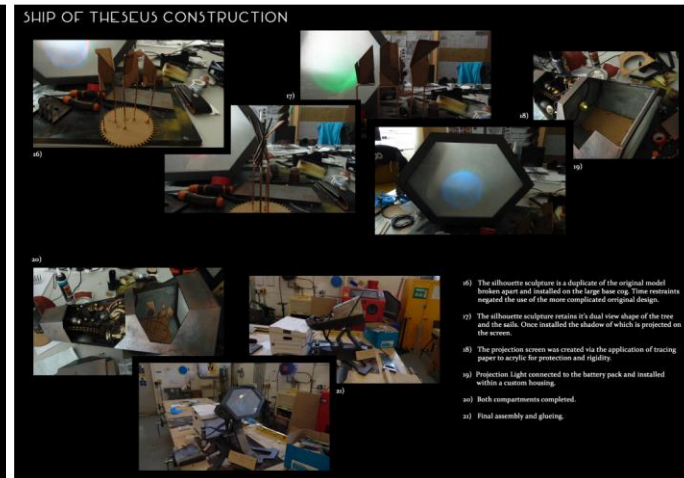 SHIP OF THESEUS CONSTRUCTION
16)
17)
18)
19)
20)
21)
16) The silhouette sculpture is a duplicate of the original model
broken apart and installed on the large base cog. Time restraints
negated the use of the more complicated orriginal design.
17) The silhouette sculpture retains it's dual view shape of the tree
and the sails. Once installed the shadow of which is projected on
the screen.
18) The projection screen was created via the application of tracing
paper to acrylic for protection and rigidity.
19) Projection Light connected to the battery pack and installed
within a custom housing.
20) Both compartments completed.
21) Final assembly and glueing.